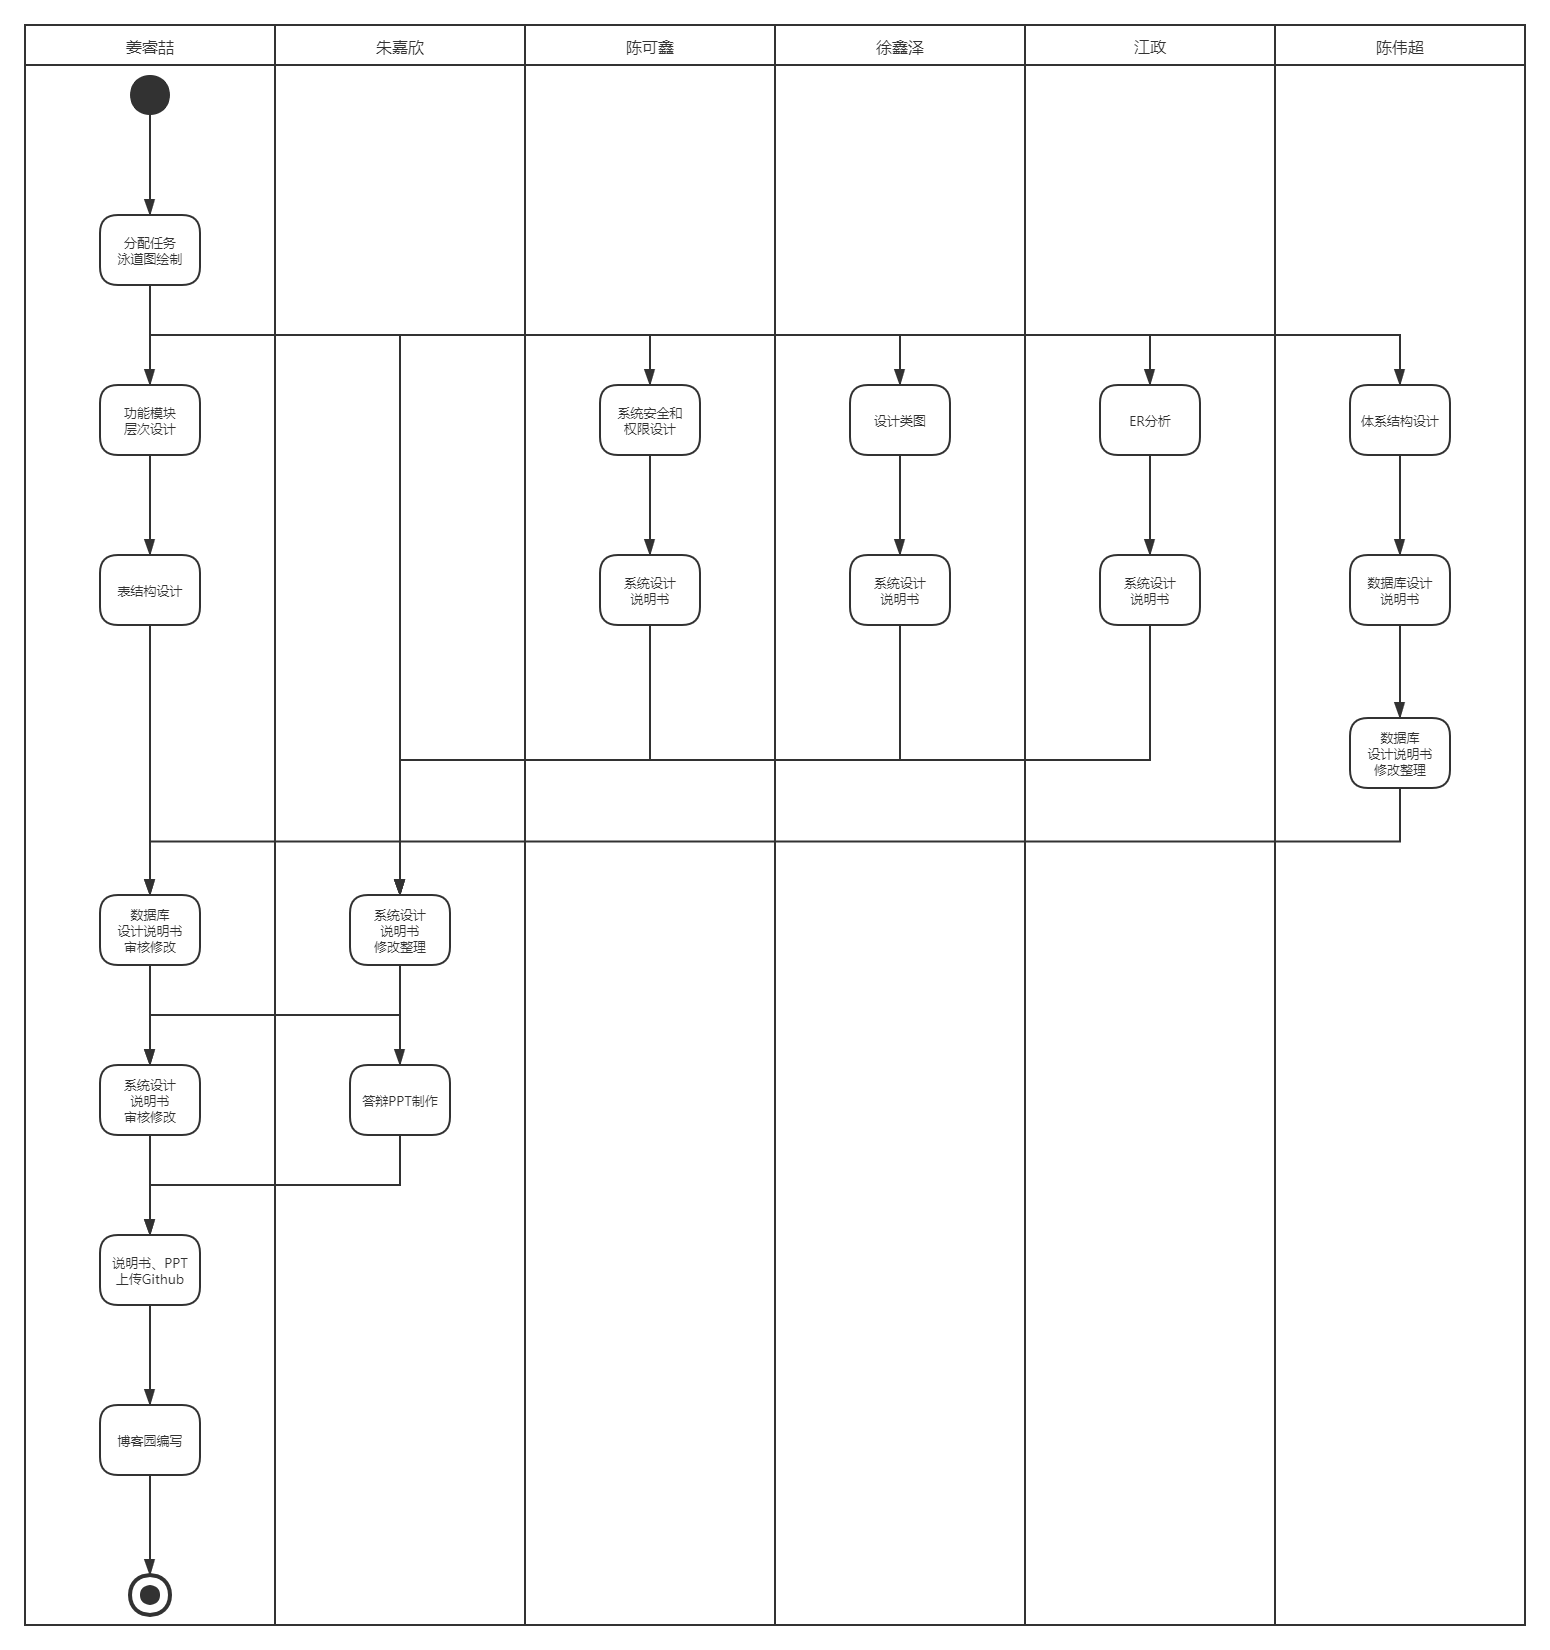 姜睿喆
朱嘉欣
陈可鑫
徐鑫泽
江政
陈伟超
分配任务
泳道图绘制
功能模块
层次设计
系统安全和
权限设计
设计类图
ER分析
体系结构设计
表结构设计
系统设计
说明书
系统设计
说明书
系统设计
说明书
数据库设计
说明书
数据库
设计说明书
修改整理
数据库
设计说明书
审核修改
系统设计
说明书
修改整理
系统设计
说明书
审核修改
答辩PPT制作
说明书、PPT
上传Github
博客园编写